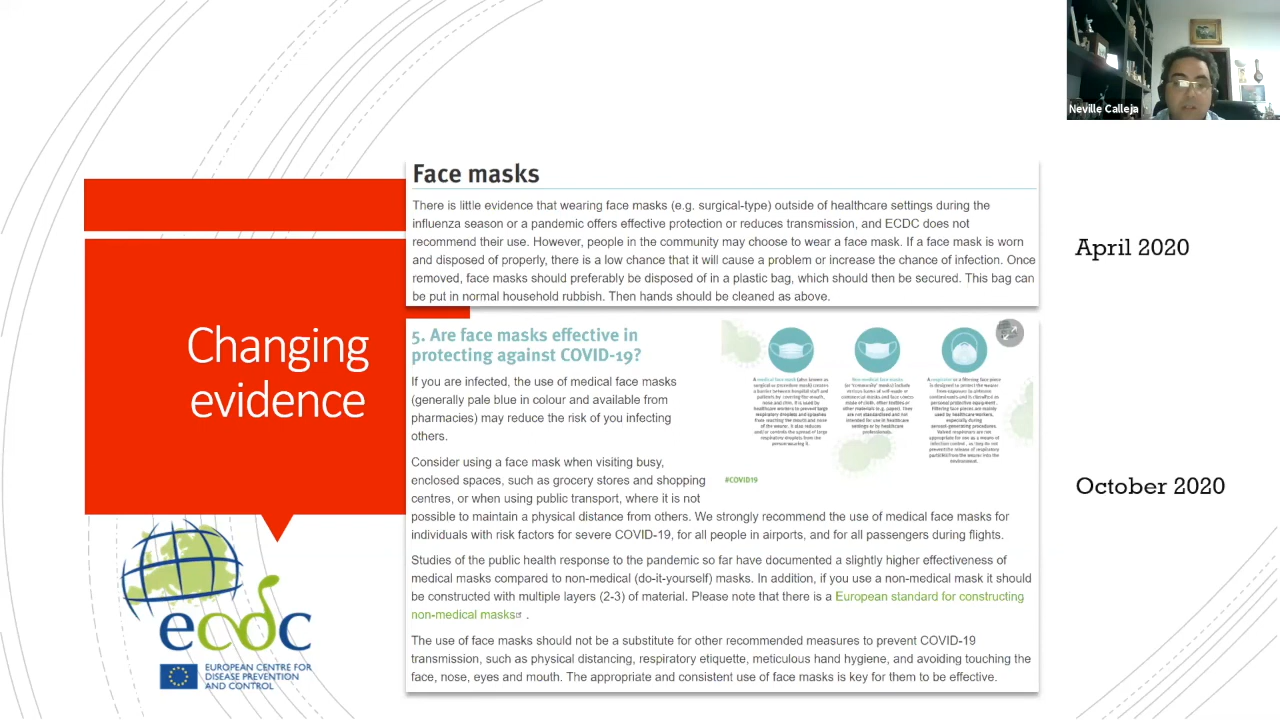 Neville Calleja
Face masks
There is little evidence that wearing face masks (e.g. surgical-type) outside of healthcare settings during the
influenza season or a pandemic offers effective protection or reduces transmission, and ECDC does not
recommend their use. However, people in the community may choose to wear a face mask. If a face mask is worn
and disposed of properly, there is a low chance that it will cause a problem or increase the chance of infection. Once
removed, face masks should preferably be disposed of in a plastic bag, which should then be secured. This bag can
be put in normal household rubbish. Then hands should be cleaned as above.
April 2020
Changing
evidence
5. Are face masks effective in
protecting against COVID-19?
If you are infected, the use of medical face masks
(generally pale blue in colour and available from
pharmacies) may reduce the risk of you infecting
others.
Consider using a face mask when visiting busy,
enclosed spaces, such as grocery stores and shopping
centres, or when using public transport, where it is not
possible to maintain a physical distance from others. We strongly recommend the use of medical face masks for
individuals with risk factors for severe COVID-19, for all people in airports, and for all passengers during flights.
Studies of the public health response to the pandemic so far have documented a slightly higher effectiveness of
medical masks compared to non-medical (do-it-yourself) masks. In addition, if you use a non-medical mask it should
be constructed with multiple layers (2-3) of material. Please note that there is a European standard for constructing
non-medical masks .
The use of face masks should not be a substitute for other recommended measures to prevent COVID-19
transmission, such as physical distancing, respiratory etiquette, meticulous hand hygiene, and avoiding touching the
face, nose, eyes and mouth. The appropriate and consistent use of face masks is key for them to be effective.
#COVID19
October 2020
ecdc
EUROPEAN CENTRE FOR
DISEASE PREVENTION
AND CONTROL